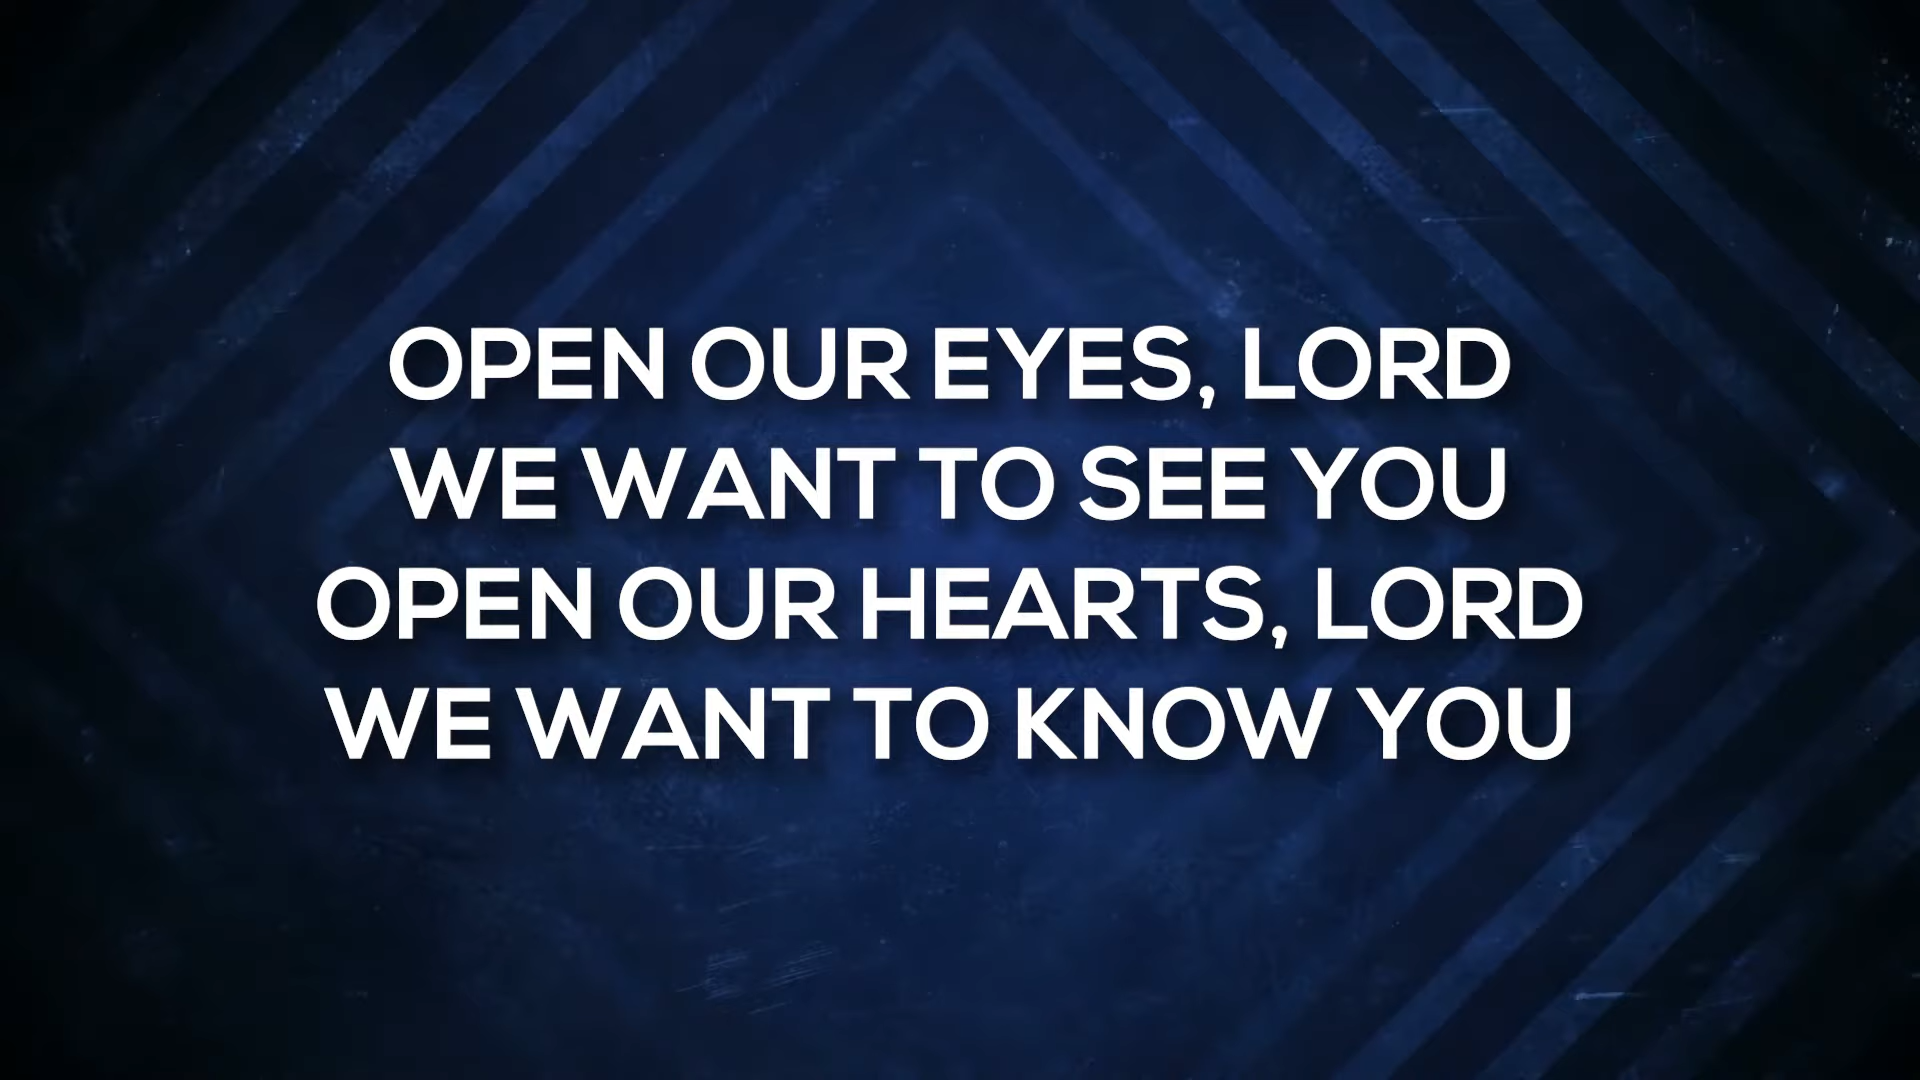 OPEN OUR EYES, LORD
WE WANT TO SEE YOU
OPEN OUR HEARTS, LORD
WE WANT TO KNOW YOU